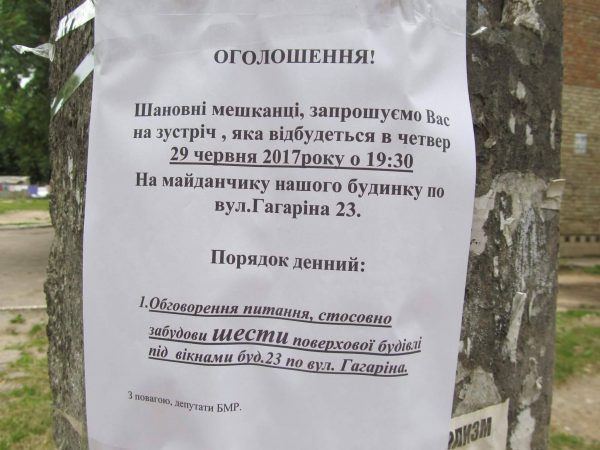 ОГОЛОШЕННЯ!
Шановні мешканці, запрошуємо Вас
на зустріч , яка відбудеться в четвер
29 червня 2017року о 19:30
На майданчику нашого будинку по
вул.Гагаріна 23.
Порядок денний:
1.Обговорення питання, стосовно
забудови шести поверхової будівлі
під вікнами буд.23 по вул. Гагаріна.
З повагою, депутати БМР.